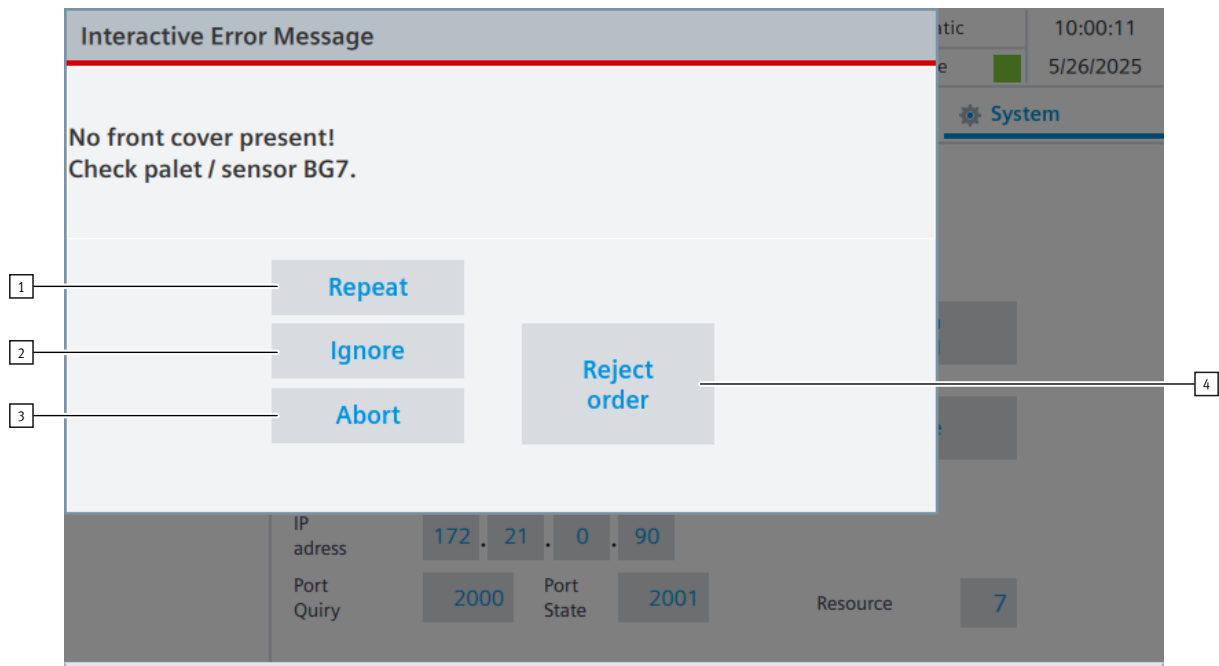 Interactive Error Message
10:00:11
5/26/2025
System
No front cover present!
Check palet / sensor BG7.
1
Repeat
2
Ignore
Reject
order
4
3
Abort
IP
adress
172 . 21 . 0 . 90
Port
Quiry
2000
Port
State
2001
Resource
7